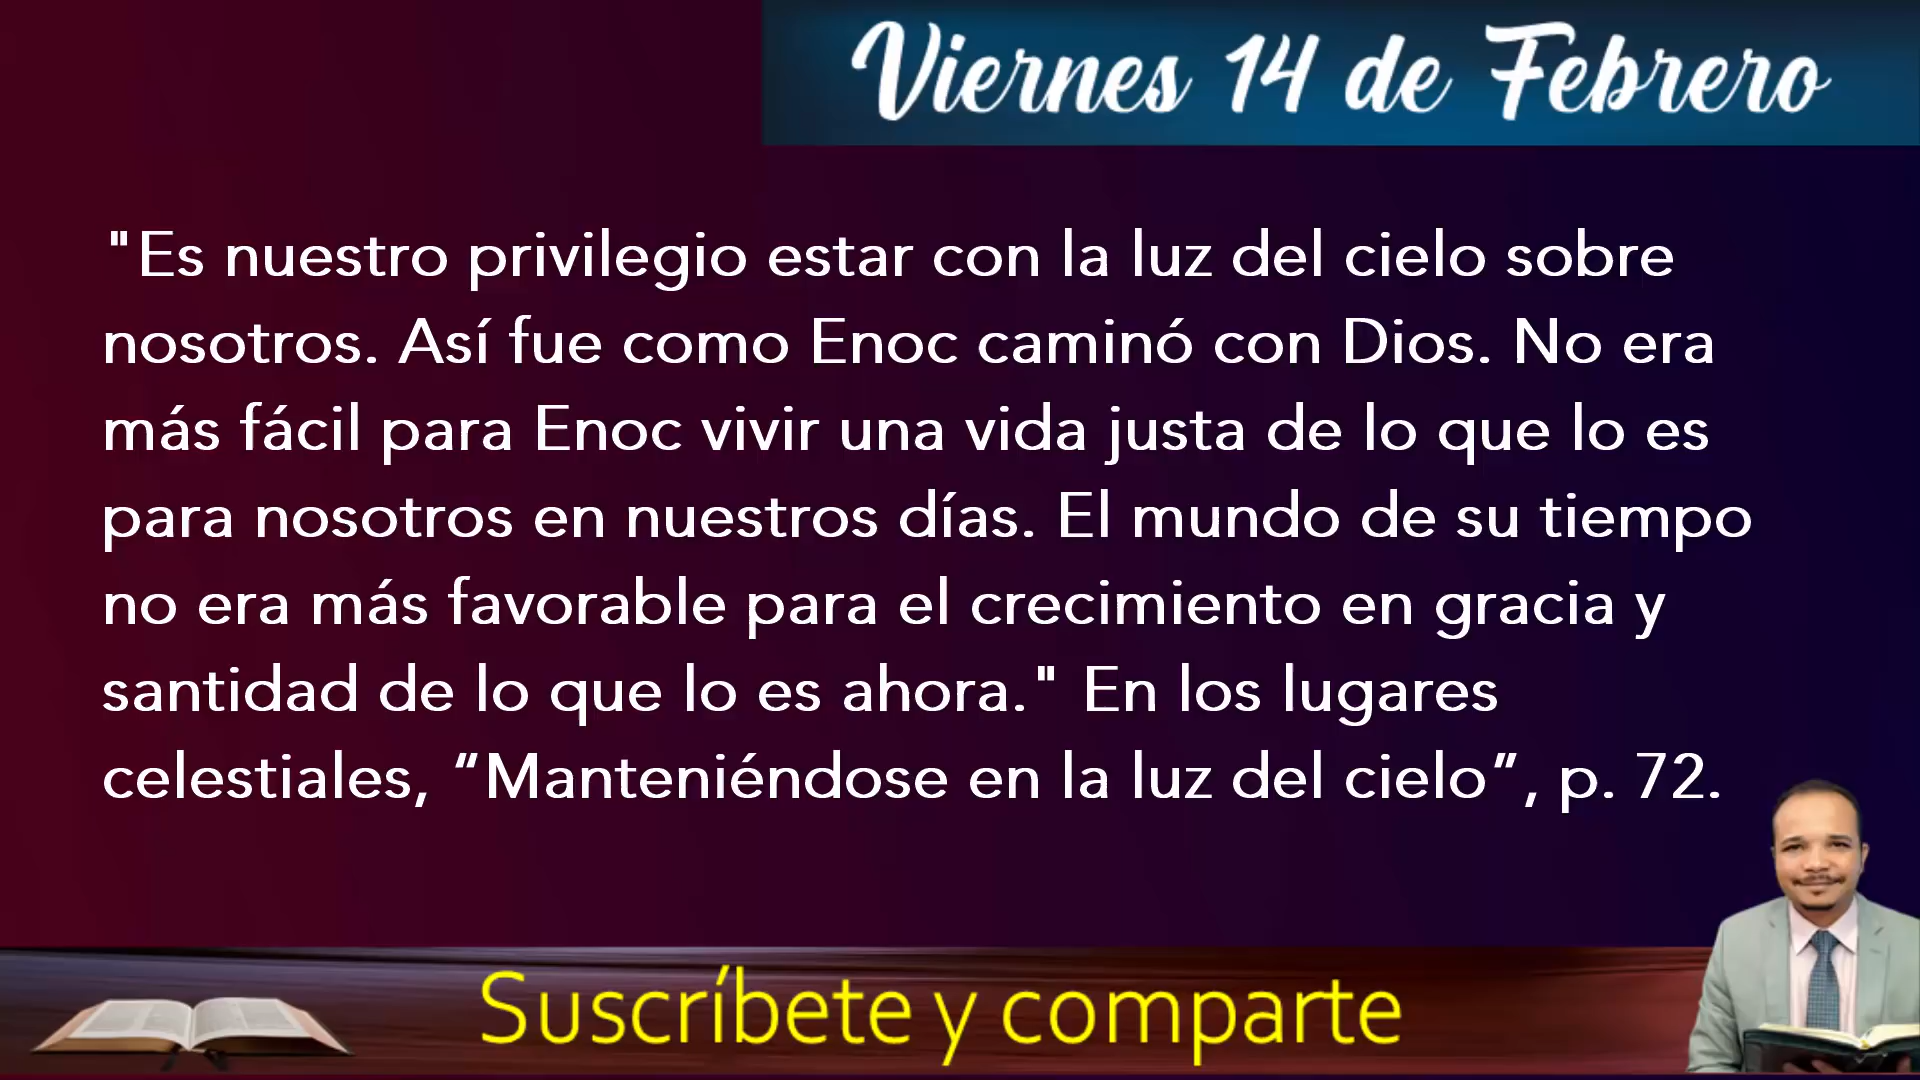 Viernes 14 de Febrero
"Es nuestro privilegio estar con la luz del cielo sobre
nosotros. Así fue como Enoc caminó con Dios. No era
más fácil para Enoc vivir una vida justa de lo que lo es
para nosotros en nuestros días. El mundo de su tiempo
no era más favorable para el crecimiento en gracia y
santidad de lo que lo es ahora." En los lugares
celestiales, “Manteniéndose en la luz del cielo”, p. 72.
Suscríbete y comparte